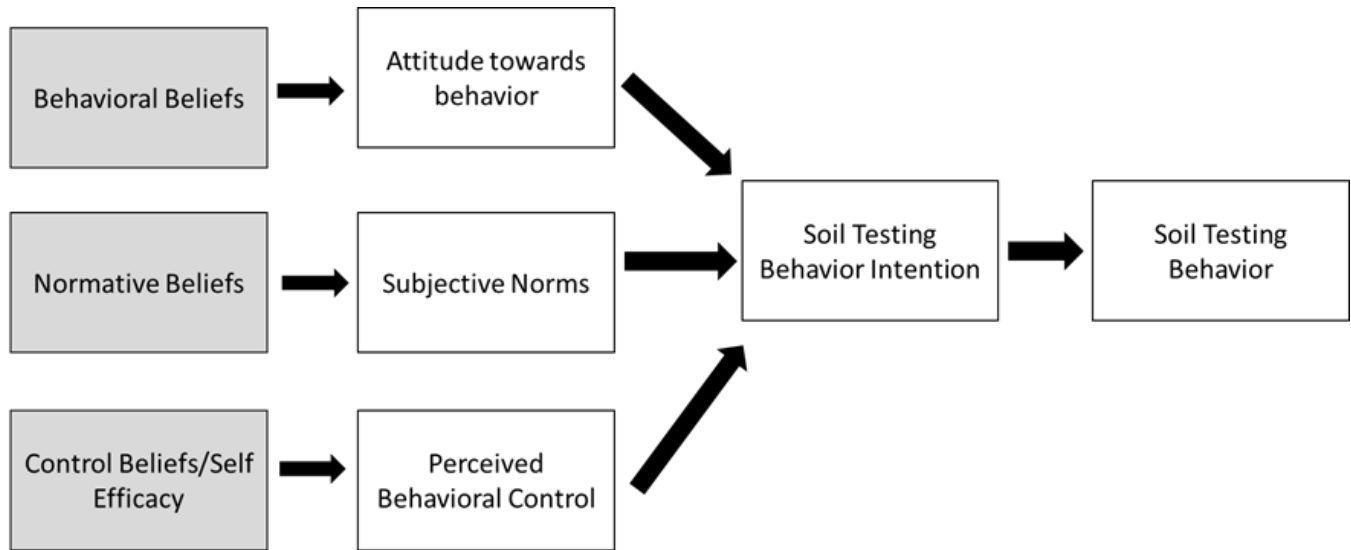 Behavioral Beliefs
Attitude towards
behavior
Normative Beliefs
Subjective Norms
Control Beliefs/Self
Efficacy
Perceived
Behavioral Control
Soil Testing
Behavior Intention
Soil Testing
Behavior